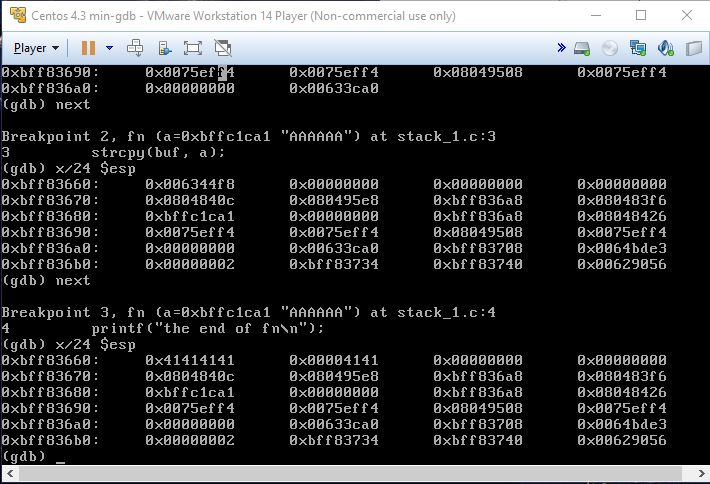 Centos 4.3 min-gdb - VMware Workstation 14 Player (Non-commercial use only)
Player
0xbff83690: 0x0075eff4 0x0075eff4 0x08049508 0x0075eff4
0xbff836a0: 0x00000000 0x00633ca0
(gdb) next
Breakpoint 2, fn (a=0xbffc1ca1 "AAAAAA") at stack_1.c:3
3 strcpy(buf, a);
(gdb) x/24 $esp
0xbff83660: 0x006344f8 0x00000000 0x00000000 0x00000000
0xbff83670: 0x0804840c 0x080495e8 0xbff836a8 0x080483f6
0xbff83680: 0xbffc1ca1 0x00000000 0xbff836a8 0x08048426
0xbff83690: 0x0075eff4 0x0075eff4 0x08049508 0x0075eff4
0xbff836a0: 0x00000000 0x00633ca0 0xbff83708 0x0064bde3
0xbff836b0: 0x00000002 0xbff83734 0xbff83740 0x00629056
(gdb) next
Breakpoint 3, fn (a=0xbffc1ca1 "AAAAAA") at stack_1.c:4
4 printf("the end of fn\n");
(gdb) x/24 $esp
0xbff83660: 0x41414141 0x00004141 0x00000000 0x00000000
0xbff83670: 0x0804840c 0x080495e8 0xbff836a8 0x080483f6
0xbff83680: 0xbffc1ca1 0x00000000 0xbff836a8 0x08048426
0xbff83690: 0x0075eff4 0x0075eff4 0x08049508 0x0075eff4
0xbff836a0: 0x00000000 0x00633ca0 0xbff83708 0x0064bde3
0xbff836b0: 0x00000002 0xbff83734 0xbff83740 0x00629056
(gdb) _